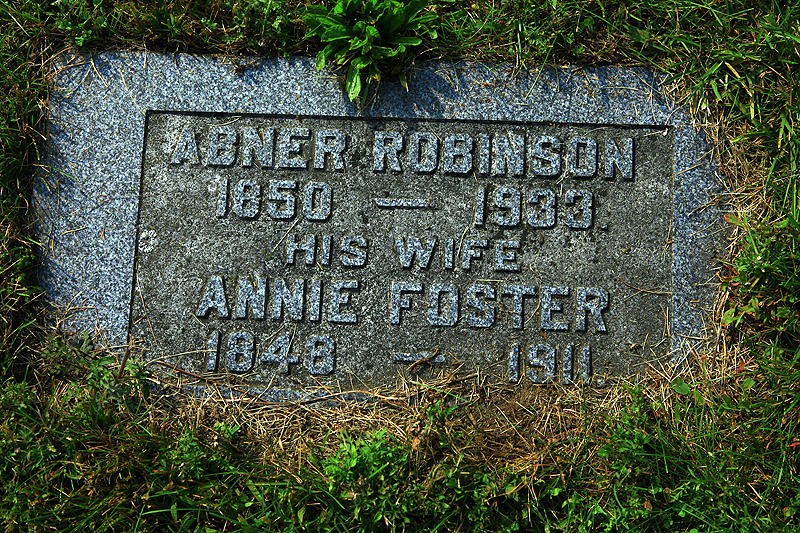 ABNER ROBINSON
1850 — 1933.
HIS WIFE
ANNIE FOSTER
1848 — 1911.